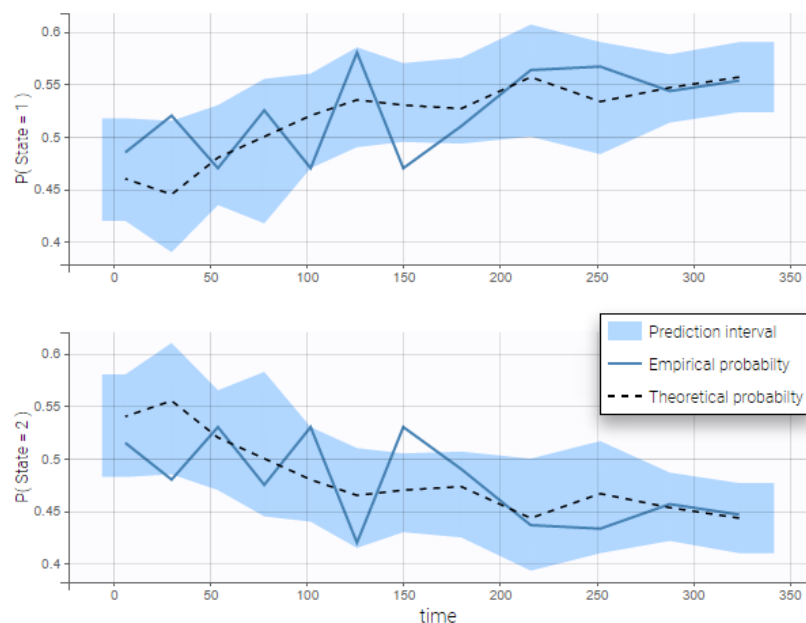 P( State = 1 )
0.6
0.55
0.5
0.45
0.4
0 50 100 150 200 250 300 350
P( State = 2 )
0.6
0.55
0.5
0.45
0.4
0 50 100 150 200 250 300 350
time
Prediction interval
Empirical probabilty
Theoretical probabilty